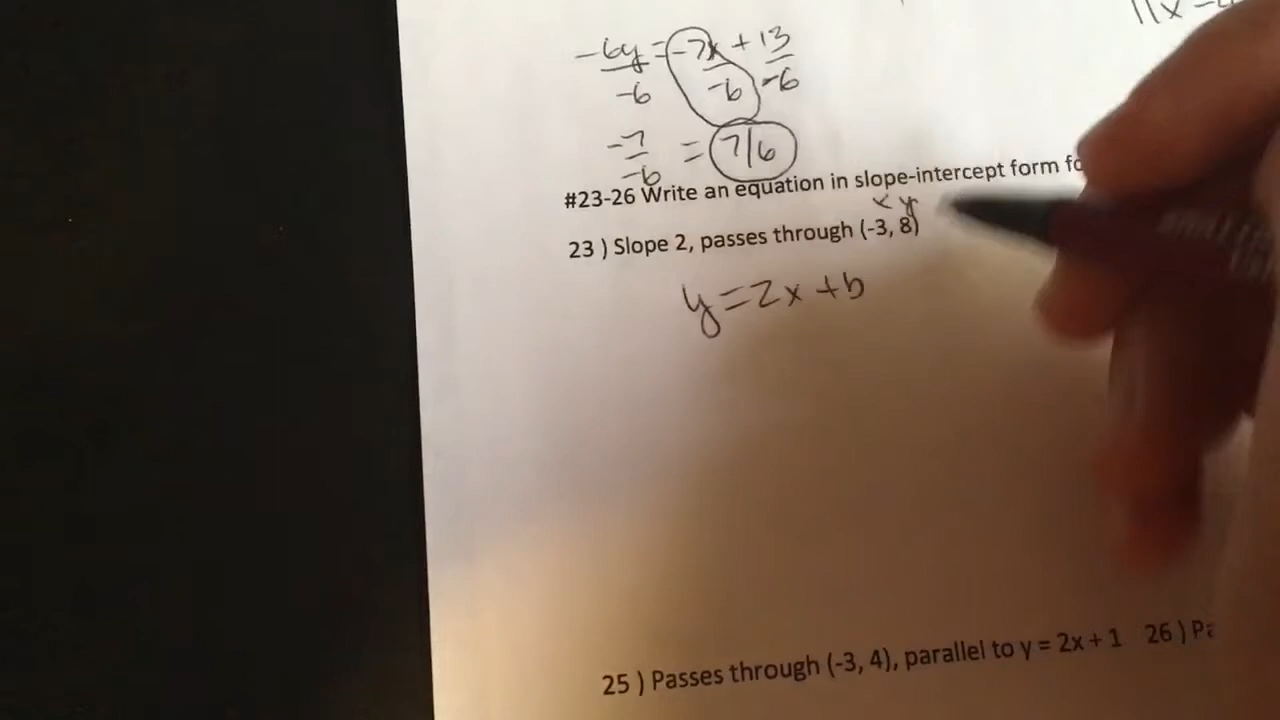 11x
-6y = -7x + 13
-6 -6 -6
-7
-6 = 7/6
#23-26 Write an equation in slope-intercept form
x y
23 ) Slope 2, passes through (-3, 8)
y = 2x + b
25 ) Passes through (-3, 4), parallel to y = 2x + 1 26 )